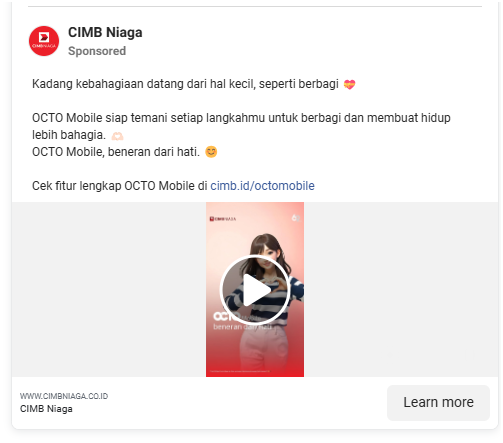 CIMB Niaga
Sponsored
Kadang kebahagiaan datang dari hal kecil, seperti berbagi 💝
OCTO Mobile siap temani setiap langkahmu untuk berbagi dan membuat hidup
lebih bahagia. 🫶🏻
OCTO Mobile, beneran dari hati. 😊
Cek fitur lengkap OCTO Mobile di cimb.id/octomobile
CIMB NIAGA
OCTO
beneran dari hati
WWW.CIMBNIAGA.CO.ID
CIMB Niaga
Learn more